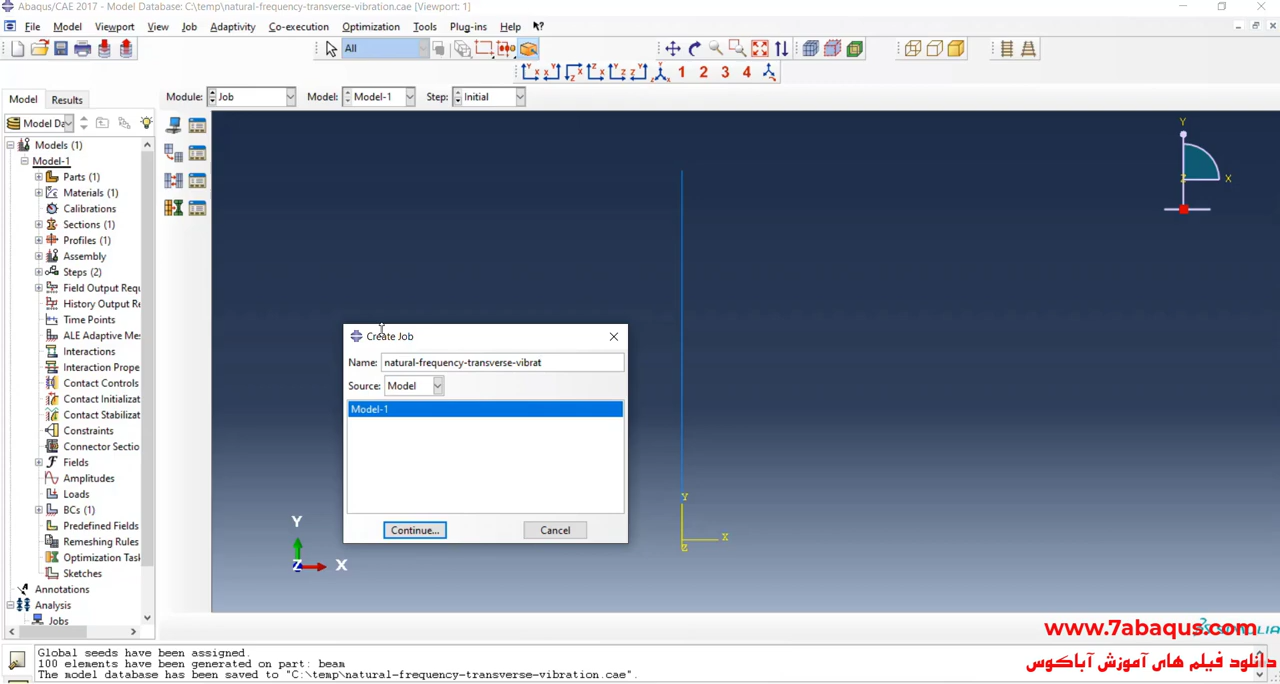 Abaqus/CAE 2017 - Model Database: C:\temp\natural-frequency-transverse-vibration.cae [Viewport: 1]
File Model Viewport View Job Adaptivity Co-execution Optimization Tools Plug-ins Help
All
1 2 3 4
Model Results Module: Job Model: Model-1 Step: Initial
Model Da
Models (1)
Model-1
Parts (1)
Materials (1)
Calibrations
Sections (1)
Profiles (1)
Assembly
Steps (2)
Field Output Requ
History Output Re
Time Points
ALE Adaptive Mes
Interactions
Interaction Prope
Contact Controls
Contact Initializat
Contact Stabilizat
Constraints
Connector Sectio
Fields
Amplitudes
Loads
BCs (1)
Predefined Fields
Remeshing Rules
Optimization Task
Sketches
Annotations
Analysis
Jobs
Create Job
Name: natural-frequency-transverse-vibrat
Source: Model
Model-1
Continue... Cancel
Y
X
Z
Y
X
Z
Y
Z X
www.7abaqus.com
دانلود فیلم های آموزش آباکوس
Global seeds have been assigned.
100 elements have been generated on part: beam
The model database has been saved to "C:\temp\natural-frequency-transverse-vibration.cae".